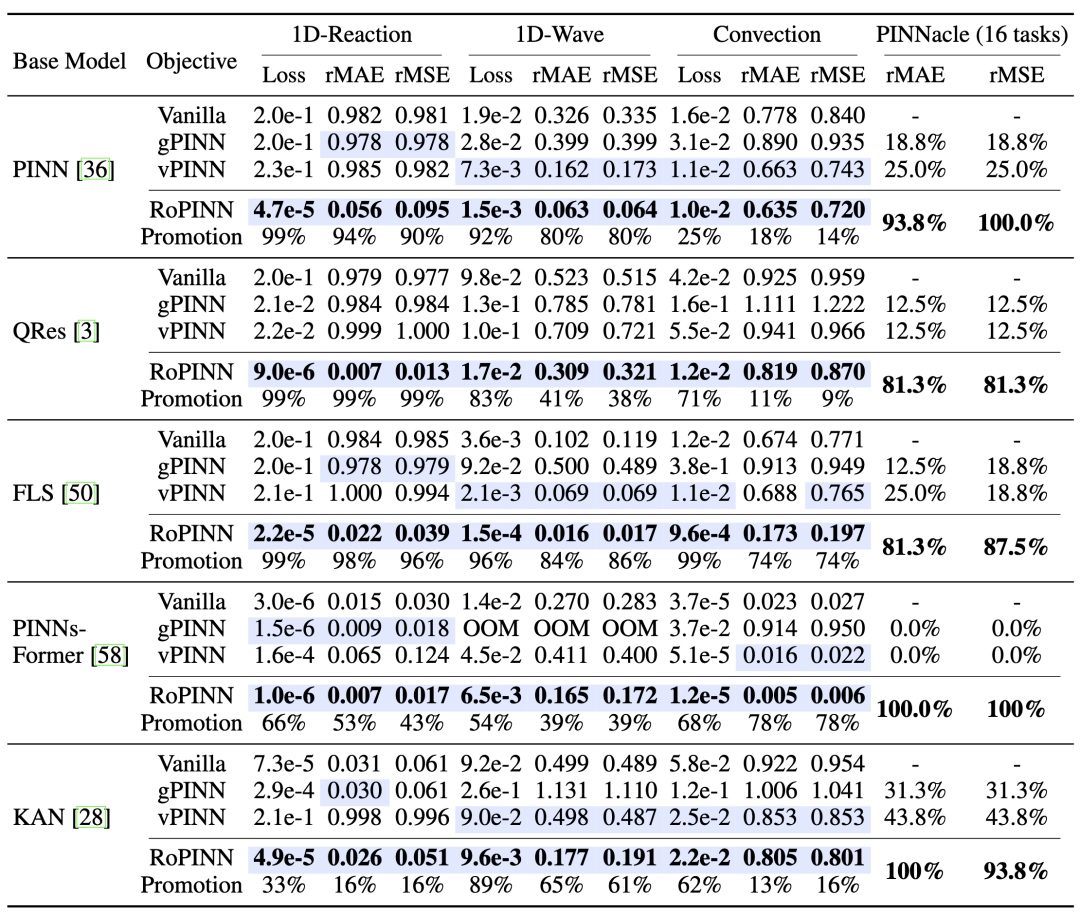 1D-Reaction 1D-Wave Convection PINNacle (16 tasks)
Base Model Objective
Loss rMAE rMSE Loss rMAE rMSE Loss rMAE rMSE rMAE rMSE
Vanilla 2.0e-1 0.982 0.981 1.9e-2 0.326 0.335 1.6e-2 0.778 0.840 - -
gPINN 2.0e-1 0.978 0.978 2.8e-2 0.399 0.399 3.1e-2 0.890 0.935 18.8% 18.8%
PINN [36] vPINN 2.3e-1 0.985 0.982 7.3e-3 0.162 0.173 1.1e-2 0.663 0.743 25.0% 25.0%
RoPINN 4.7e-5 0.056 0.095 1.5e-3 0.063 0.064 1.0e-2 0.635 0.720
93.8% 100.0%
Promotion 99% 94% 90% 92% 80% 80% 25% 18% 14%
Vanilla 2.0e-1 0.979 0.977 9.8e-2 0.523 0.515 4.2e-2 0.925 0.959 - -
gPINN 2.1e-2 0.984 0.984 1.3e-1 0.785 0.781 1.6e-1 1.111 1.222 12.5% 12.5%
QRes [3] vPINN 2.2e-2 0.999 1.000 1.0e-1 0.709 0.721 5.5e-2 0.941 0.966 12.5% 12.5%
RoPINN 9.0e-6 0.007 0.013 1.7e-2 0.309 0.321 1.2e-2 0.819 0.870
81.3% 81.3%
Promotion 99% 99% 99% 83% 41% 38% 71% 11% 9%
Vanilla 2.0e-1 0.984 0.985 3.6e-3 0.102 0.119 1.2e-2 0.674 0.771 - -
gPINN 2.0e-1 0.978 0.979 9.2e-2 0.500 0.489 3.8e-1 0.913 0.949 12.5% 18.8%
FLS [50] vPINN 2.1e-1 1.000 0.994 2.1e-3 0.069 0.069 1.1e-2 0.688 0.765 25.0% 18.8%
RoPINN 2.2e-5 0.022 0.039 1.5e-4 0.016 0.017 9.6e-4 0.173 0.197
81.3% 87.5%
Promotion 99% 98% 96% 96% 84% 86% 99% 74% 74%
Vanilla 3.0e-6 0.015 0.030 1.4e-2 0.270 0.283 3.7e-5 0.023 0.027 - -
PINNs- gPINN 1.5e-6 0.009 0.018 OOM OOM OOM 3.7e-2 0.914 0.950 0.0% 0.0%
Former [58] vPINN 1.6e-4 0.065 0.124 4.5e-2 0.411 0.400 5.1e-5 0.016 0.022 0.0% 0.0%
RoPINN 1.0e-6 0.007 0.017 6.5e-3 0.165 0.172 1.2e-5 0.005 0.006
100.0% 100%
Promotion 66% 53% 43% 54% 39% 39% 68% 78% 78%
Vanilla 7.3e-5 0.031 0.061 9.2e-2 0.499 0.489 5.8e-2 0.922 0.954 - -
gPINN 2.9e-4 0.030 0.061 2.6e-1 1.131 1.110 1.2e-1 1.006 1.041 31.3% 31.3%
KAN [28] vPINN 2.1e-1 0.998 0.996 9.0e-2 0.498 0.487 2.5e-2 0.853 0.853 43.8% 43.8%
RoPINN 4.9e-5 0.026 0.051 9.6e-3 0.177 0.191 2.2e-2 0.805 0.801
100% 93.8%
Promotion 33% 16% 16% 89% 65% 61% 62% 13% 16%